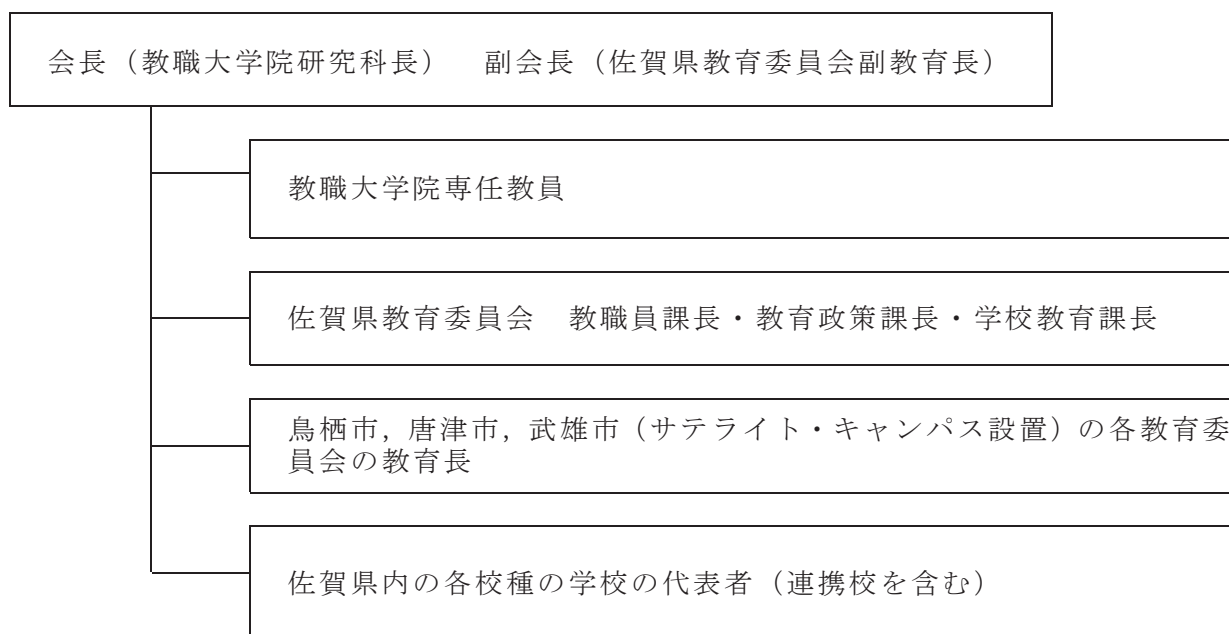 会長（教職大学院研究科長）　副会長（佐賀県教育委員会副教育長）
教職大学院専任教員
佐賀県教育委員会　教職員課長・教育政策課長・学校教育課長
鳥栖市，唐津市，武雄市（サテライト・キャンパス設置）の各教育委
員会の教育長
佐賀県内の各校種の学校の代表者（連携校を含む）